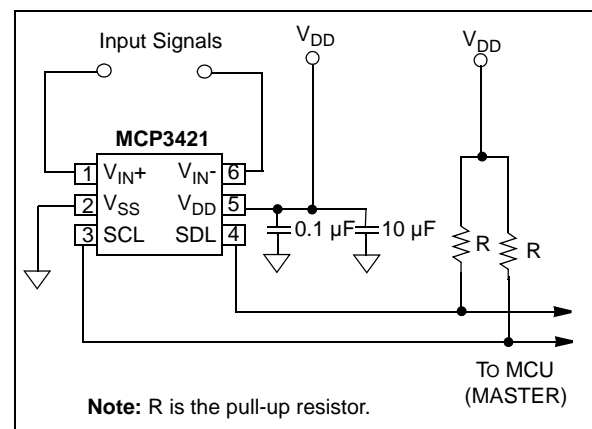 Input Signals
VDD
VDD
MCP3421
1 VIN+ VIN- 6
2 VSS VDD 5
3 SCL SDL 4
0.1 µF
10 µF
R
R
TO MCU
(MASTER)
Note: R is the pull-up resistor.